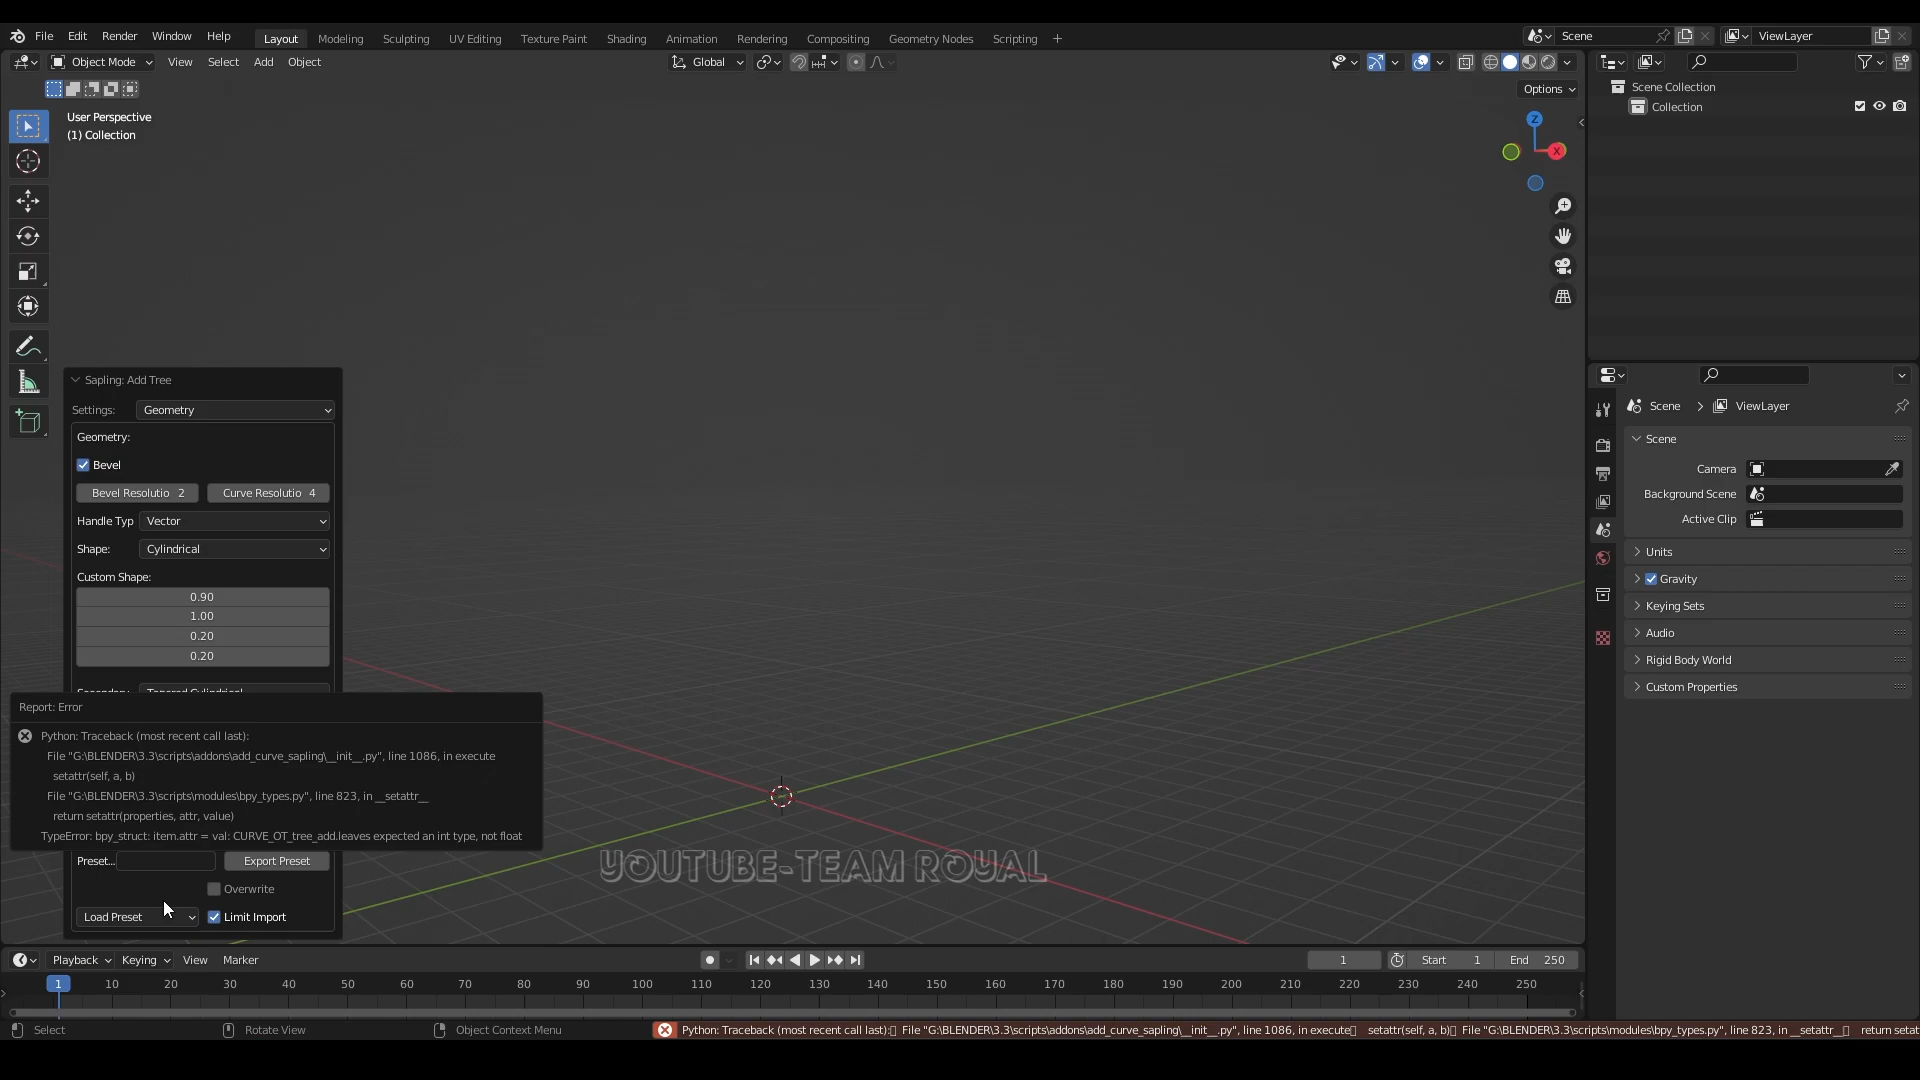 File Edit Render Window Help Layout Modeling Sculpting UV Editing Texture Paint Shading Animation Rendering Compositing Geometry Nodes Scripting + Scene ViewLayer
Object Mode View Select Add Object Global
Options
User Perspective
(1) Collection
Z
X
Scene Collection
Collection
Sapling: Add Tree
Settings: Geometry
Geometry:
Bevel
Bevel Resolutio 2 Curve Resolutio 4
Handle Typ Vector
Shape: Cylindrical
Custom Shape:
0.90
1.00
0.20
0.20
Secondary Tapered Cylindrical
Report: Error
Python: Traceback (most recent call last):
File "G:\BLENDER\3.3\scripts\addons\add_curve_sapling\__init__.py", line 1086, in execute
setattr(self, a, b)
File "G:\BLENDER\3.3\scripts\modules\bpy_types.py", line 823, in __setattr__
return setattr(properties, attr, value)
TypeError: bpy_struct: item.attr = val: CURVE_OT_tree_add.leaves expected an int type, not float
Preset... Export Preset
Overwrite
Load Preset Limit Import
YOUTUBE-TEAM ROYAL
Scene > ViewLayer
Scene
Camera
Background Scene
Active Clip
Units
Gravity
Keying Sets
Audio
Rigid Body World
Custom Properties
Playback Keying View Marker 1 Start 1 End 250
1 10 20 30 40 50 60 70 80 90 100 110 120 130 140 150 160 170 180 190 200 210 220 230 240 250
Select Rotate View Object Context Menu Python: Traceback (most recent call last): File "G:\BLENDER\3.3\scripts\addons\add_curve_sapling\__init__.py", line 1086, in execute setattr(self, a, b) File "G:\BLENDER\3.3\scripts\modules\bpy_types.py", line 823, in __setattr__ return setat